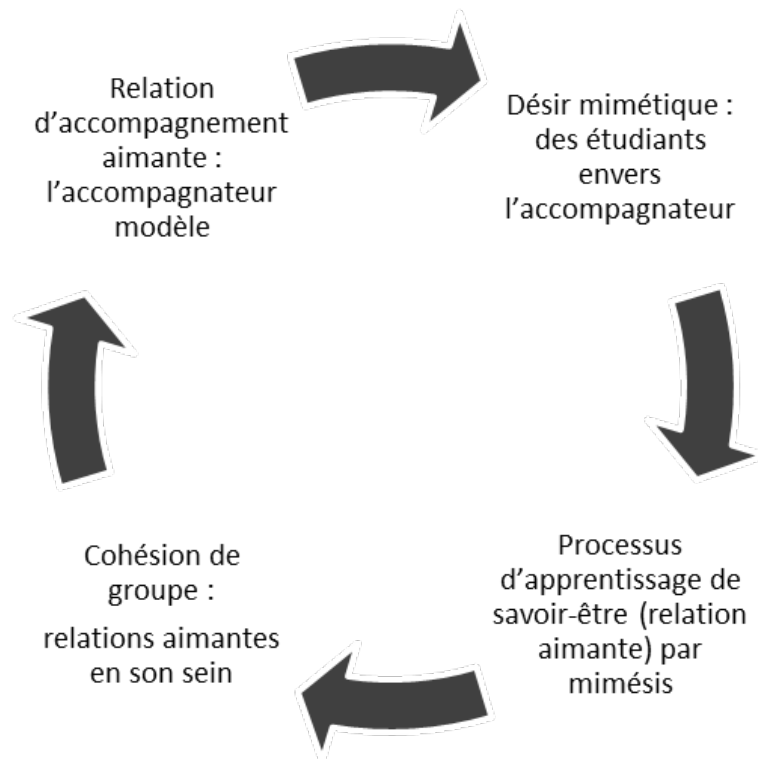 Relation
d’accompagnement
aimante :
l’accompagnateur
modèle
Désir mimétique :
des étudiants
envers
l’accompagnateur
Processus
d’apprentissage de
savoir-être (relation
aimante) par
mimésis
Cohésion de
groupe :
relations aimantes
en son sein